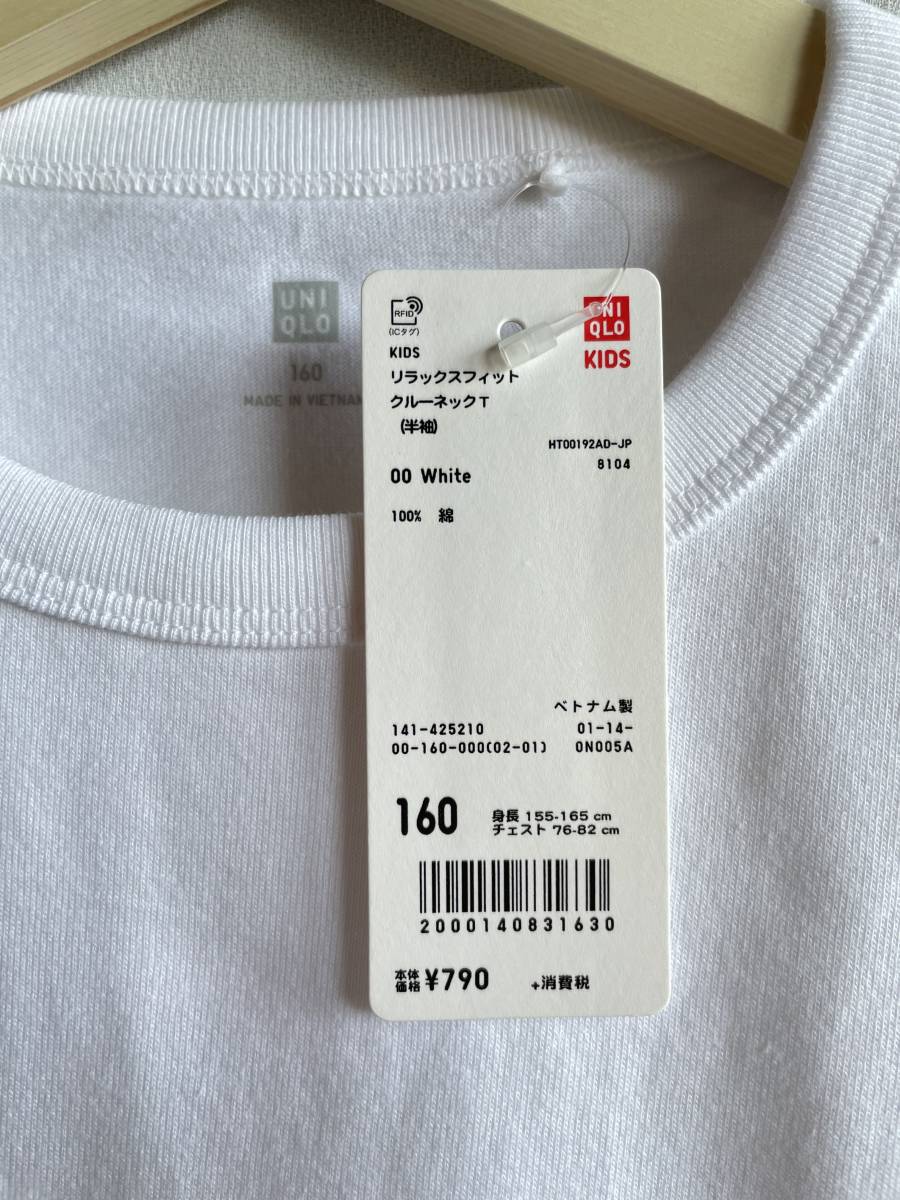 UNI
QLO
160
MADE IN VIETNAM
RFID
(ICタグ)
UNI
QLO
KIDS
KIDS
リラックスフィット
クルーネックT
(半袖)
HT00192AD-JP
8104
00 White
100% 綿
ベトナム製
141-425210 01-14-
00-160-000(02-01) 0N005A
160 身長 155-165 cm
チェスト 76-82 cm
2000140831630
本体価格 ¥790 +消費税